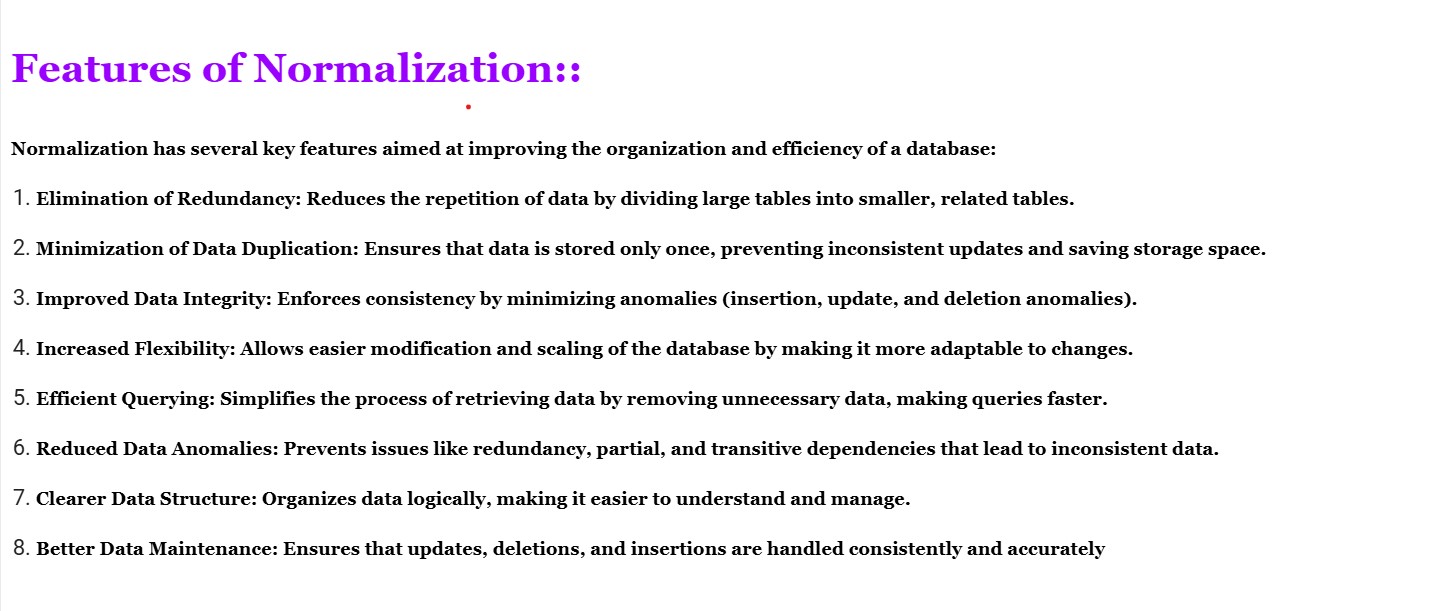 Features of Normalization::
Normalization has several key features aimed at improving the organization and efficiency of a database:
1. Elimination of Redundancy: Reduces the repetition of data by dividing large tables into smaller, related tables.
2. Minimization of Data Duplication: Ensures that data is stored only once, preventing inconsistent updates and saving storage space.
3. Improved Data Integrity: Enforces consistency by minimizing anomalies (insertion, update, and deletion anomalies).
4. Increased Flexibility: Allows easier modification and scaling of the database by making it more adaptable to changes.
5. Efficient Querying: Simplifies the process of retrieving data by removing unnecessary data, making queries faster.
6. Reduced Data Anomalies: Prevents issues like redundancy, partial, and transitive dependencies that lead to inconsistent data.
7. Clearer Data Structure: Organizes data logically, making it easier to understand and manage.
8. Better Data Maintenance: Ensures that updates, deletions, and insertions are handled consistently and accurately